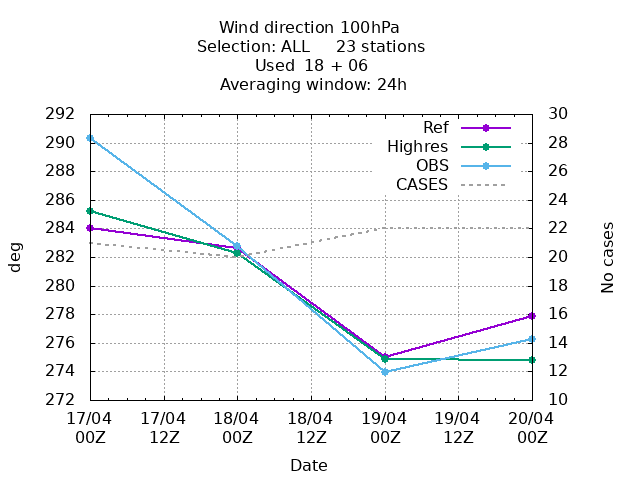 Wind direction 100hPa
Selection: ALL 23 stations
Used 18 + 06
Averaging window: 24h
292 30
290 28
288 26
286 24
284 22
282 20
280 18
278 16
276 14
274 12
272 10
Ref
Highres
OBS
CASES
deg
No cases
17/04 17/04 18/04 18/04 19/04 19/04 20/04
00Z 12Z 00Z 12Z 00Z 12Z 00Z
Date